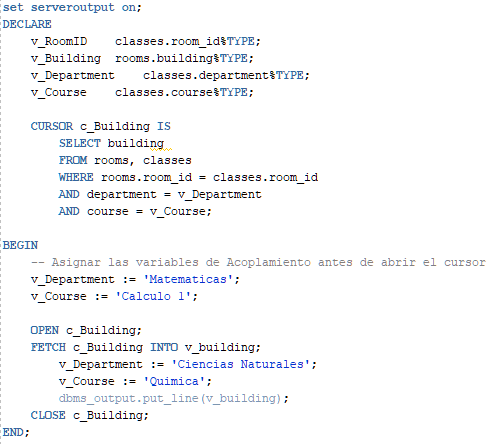 set serveroutput on;
DECLARE
    v_RoomID    classes.room_id%TYPE;
    v_Building  rooms.building%TYPE;
    v_Department    classes.department%TYPE;
    v_Course    classes.course%TYPE;

    CURSOR c_Building IS
        SELECT building
        FROM rooms, classes
        WHERE rooms.room_id = classes.room_id
        AND department = v_Department
        AND course = v_Course;

BEGIN
    -- Asignar las variables de Acoplamiento antes de abrir el cursor
    v_Department := 'Matematicas';
    v_Course := 'Calculo 1';

    OPEN c_Building;
    FETCH c_Building INTO v_building;
        v_Department := 'Ciencias Naturales';
        v_Course := 'Quimica';
        dbms_output.put_line(v_building);
    CLOSE c_Building;
END;